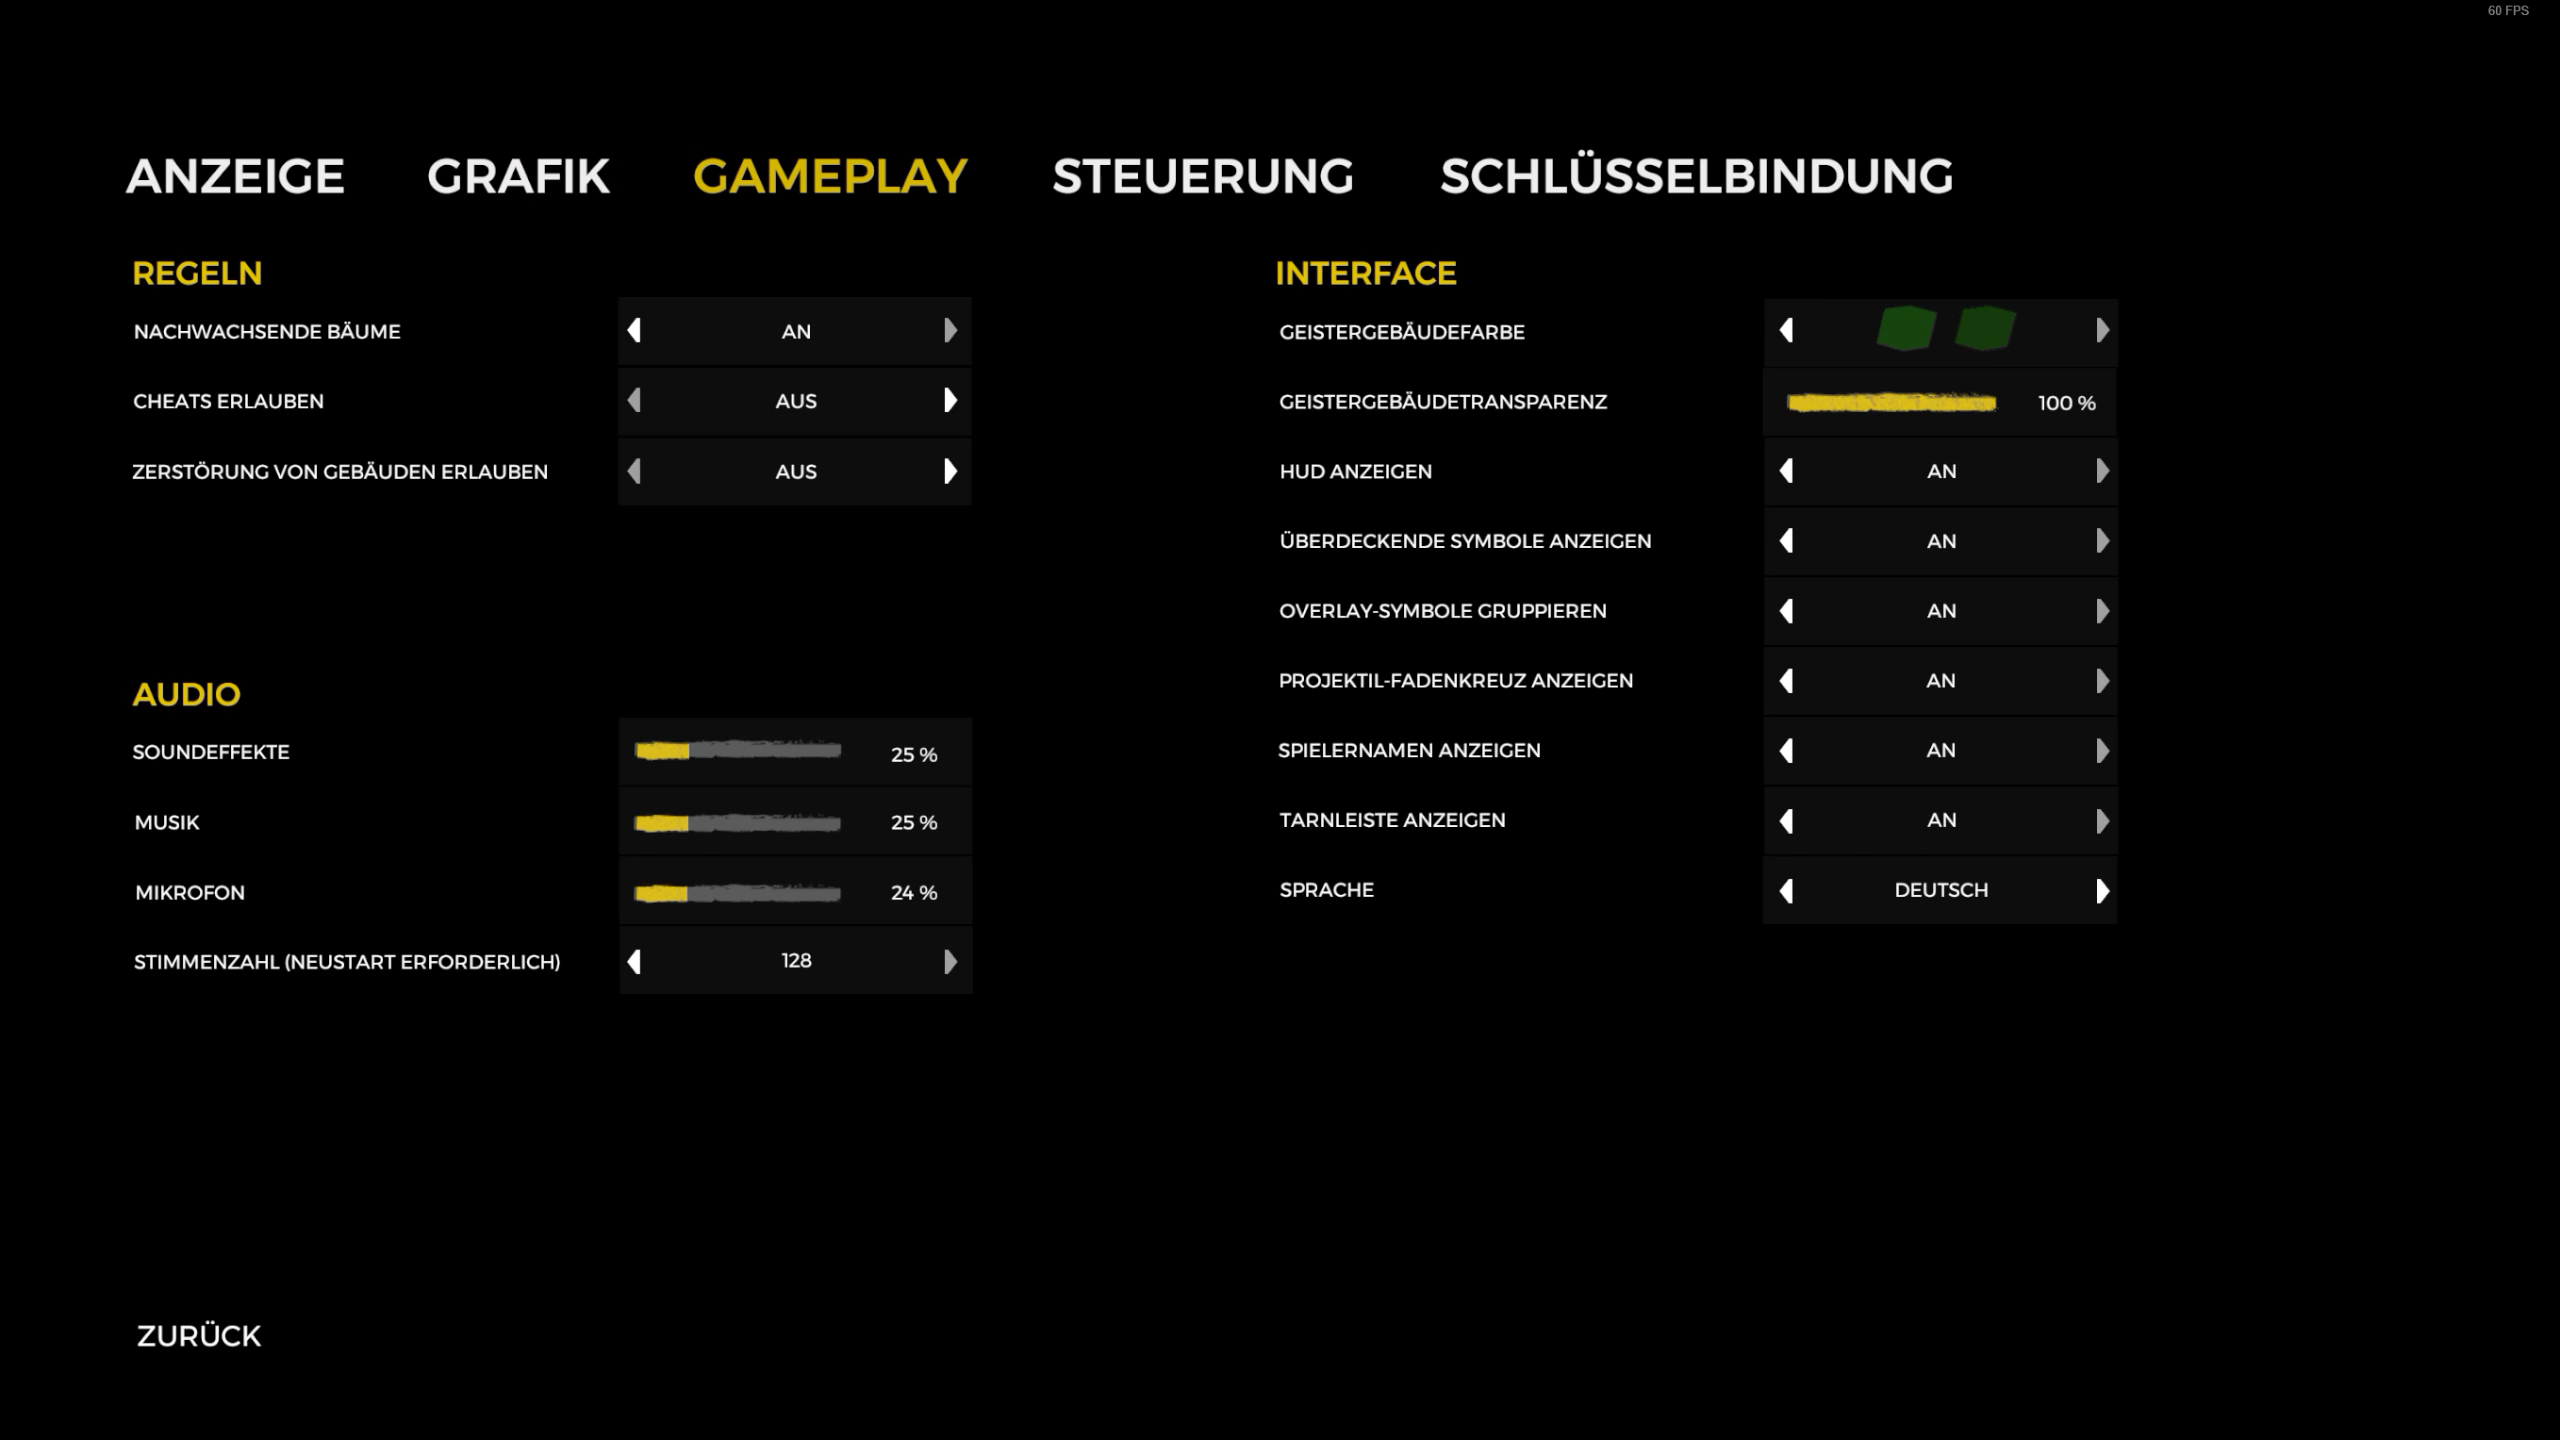 60 FPS
ANZEIGE GRAFIK GAMEPLAY STEUERUNG SCHLÜSSELBINDUNG
REGELN
NACHWACHSENDE BÄUME AN
CHEATS ERLAUBEN AUS
ZERSTÖRUNG VON GEBÄUDEN ERLAUBEN AUS
AUDIO
SOUNDEFFEKTE 25 %
MUSIK 25 %
MIKROFON 24 %
STIMMENZAHL (NEUSTART ERFORDERLICH) 128
INTERFACE
GEISTERGEBÄUDEFARBE
GEISTERGEBÄUDETRANSPARENZ 100 %
HUD ANZEIGEN AN
ÜBERDECKENDE SYMBOLE ANZEIGEN AN
OVERLAY-SYMBOLE GRUPPIEREN AN
PROJEKTIL-FADENKREUZ ANZEIGEN AN
SPIELERNAMEN ANZEIGEN AN
TARNLEISTE ANZEIGEN AN
SPRACHE DEUTSCH
ZURÜCK